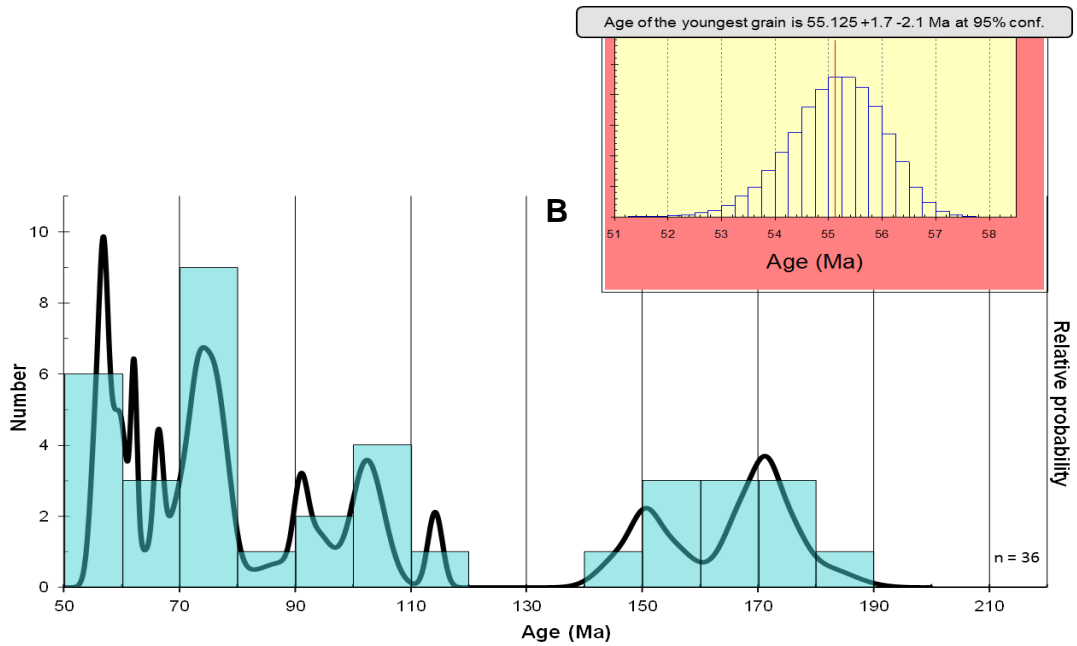 Age of the youngest grain is 55.125 +1.7 -2.1 Ma at 95% conf.
51 52 53 54 55 56 57 58
Age (Ma)
B
10
8
6
4
2
0
Number
Relative probability
n = 36
50 70 90 110 130 150 170 190 210
Age (Ma)